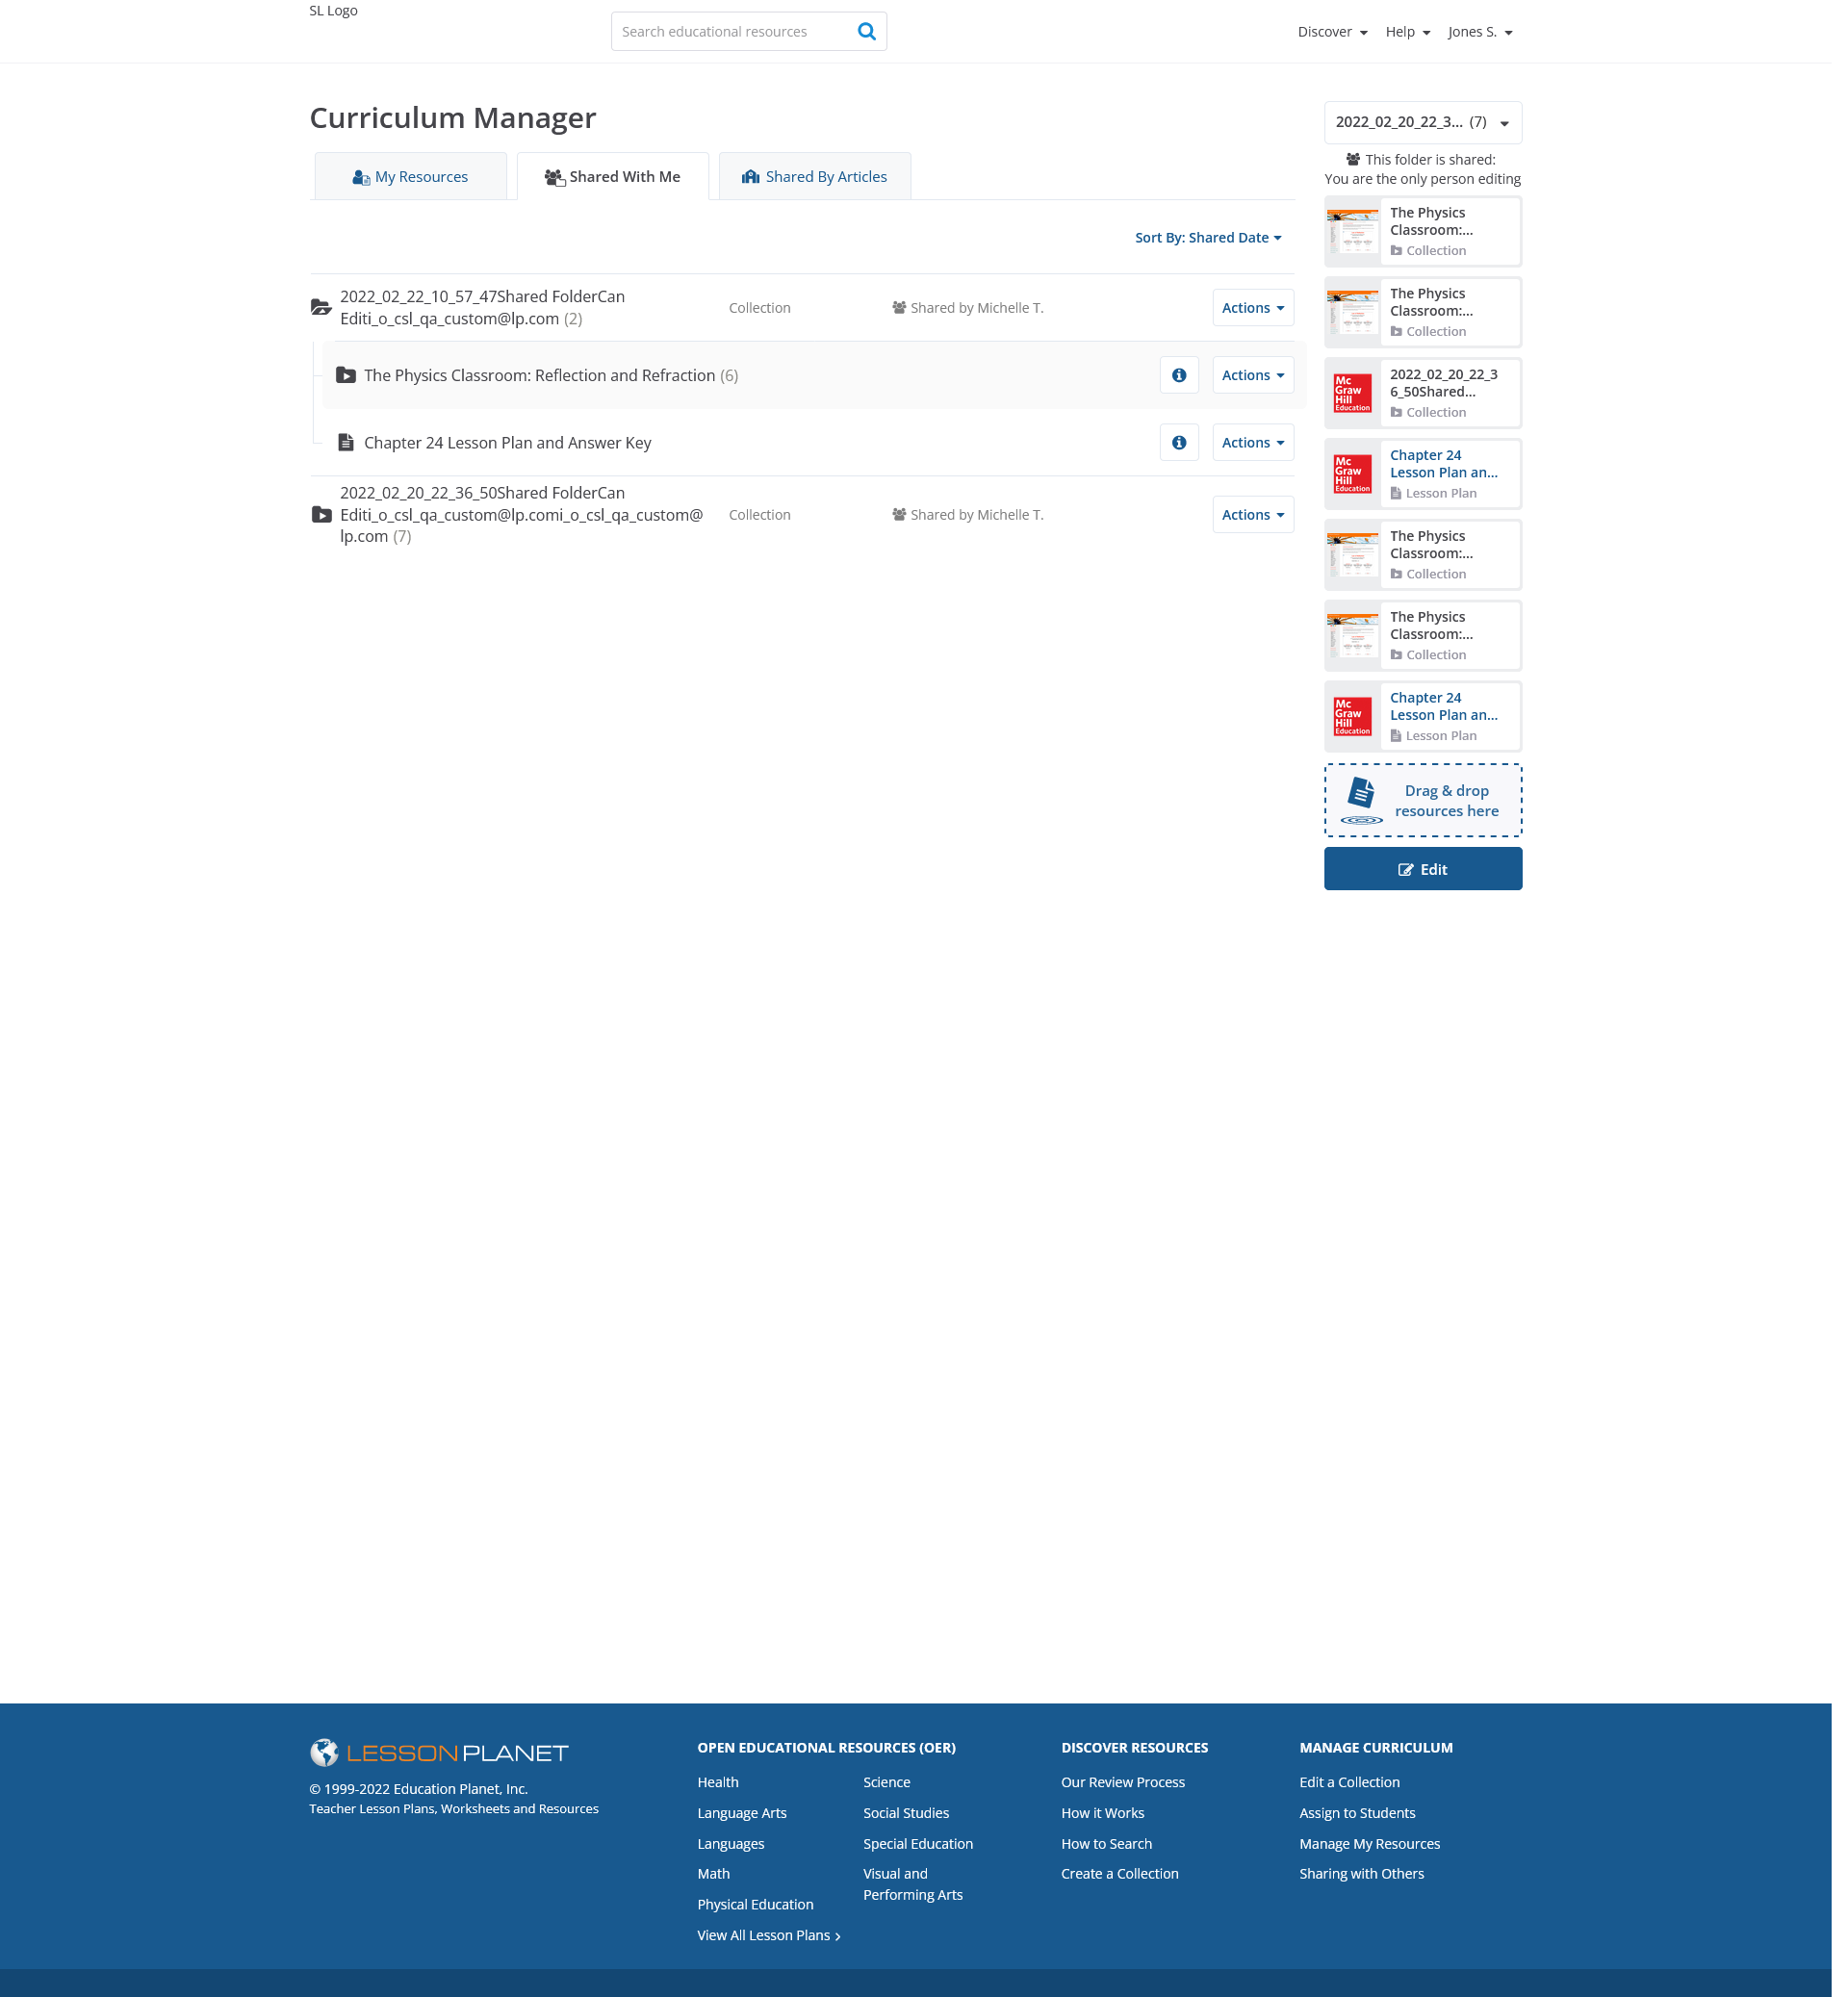 SL Logo
Search educational resources
Discover
Help
Jones S.
Curriculum Manager
My Resources
Shared With Me
Shared By Articles
Sort By: Shared Date
2022_02_22_10_57_47Shared FolderCan
Editi_o_csl_qa_custom@lp.com (2)
Collection
Shared by Michelle T.
Actions
The Physics Classroom: Reflection and Refraction (6)
Actions
Chapter 24 Lesson Plan and Answer Key
Actions
2022_02_20_22_36_50Shared FolderCan
Editi_o_csl_qa_custom@lp.comi_o_csl_qa_custom@
lp.com (7)
Collection
Shared by Michelle T.
Actions
2022_02_20_22_3... (7)
This folder is shared:
You are the only person editing
The Physics
Classroom:...
Collection
The Physics
Classroom:...
Collection
Mc
Graw
Hill
Education
2022_02_20_22_3
6_50Shared...
Collection
Mc
Graw
Hill
Education
Chapter 24
Lesson Plan an...
Lesson Plan
The Physics
Classroom:...
Collection
The Physics
Classroom:...
Collection
Mc
Graw
Hill
Education
Chapter 24
Lesson Plan an...
Lesson Plan
Drag & drop
resources here
Edit
LESSON PLANET
© 1999-2022 Education Planet, Inc.
Teacher Lesson Plans, Worksheets and Resources
OPEN EDUCATIONAL RESOURCES (OER)
Health
Language Arts
Languages
Math
Physical Education
View All Lesson Plans
Science
Social Studies
Special Education
Visual and
Performing Arts
DISCOVER RESOURCES
Our Review Process
How it Works
How to Search
Create a Collection
MANAGE CURRICULUM
Edit a Collection
Assign to Students
Manage My Resources
Sharing with Others